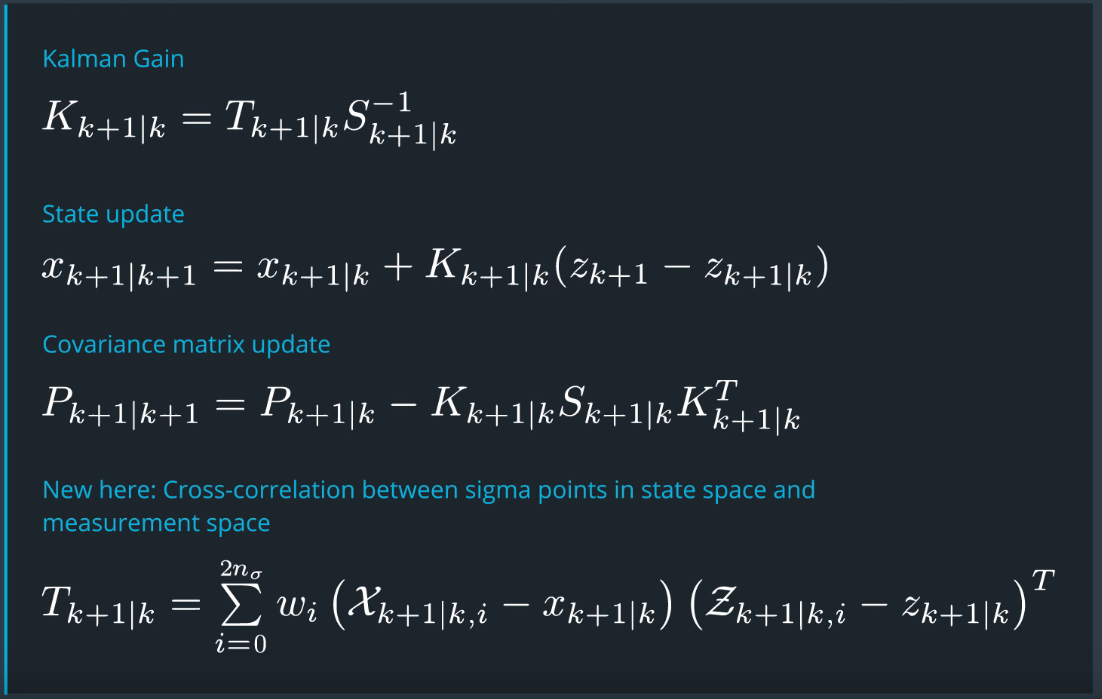 Kalman Gain
$K_{k+1|k} = T_{k+1|k} S^{-1}_{k+1|k}$
State update
$x_{k+1|k+1} = x_{k+1|k} + K_{k+1|k}(z_{k+1} - z_{k+1|k})$
Covariance matrix update
$P_{k+1|k+1} = P_{k+1|k} - K_{k+1|k} S_{k+1|k} K^{T}_{k+1|k}$
New here: Cross-correlation between sigma points in state space and
measurement space
$T_{k+1|k} = \sum_{i=0}^{2n_\sigma} w_i \left(\mathcal{X}_{k+1|k,i} - x_{k+1|k}\right) \left(\mathcal{Z}_{k+1|k,i} - z_{k+1|k}\right)^T$